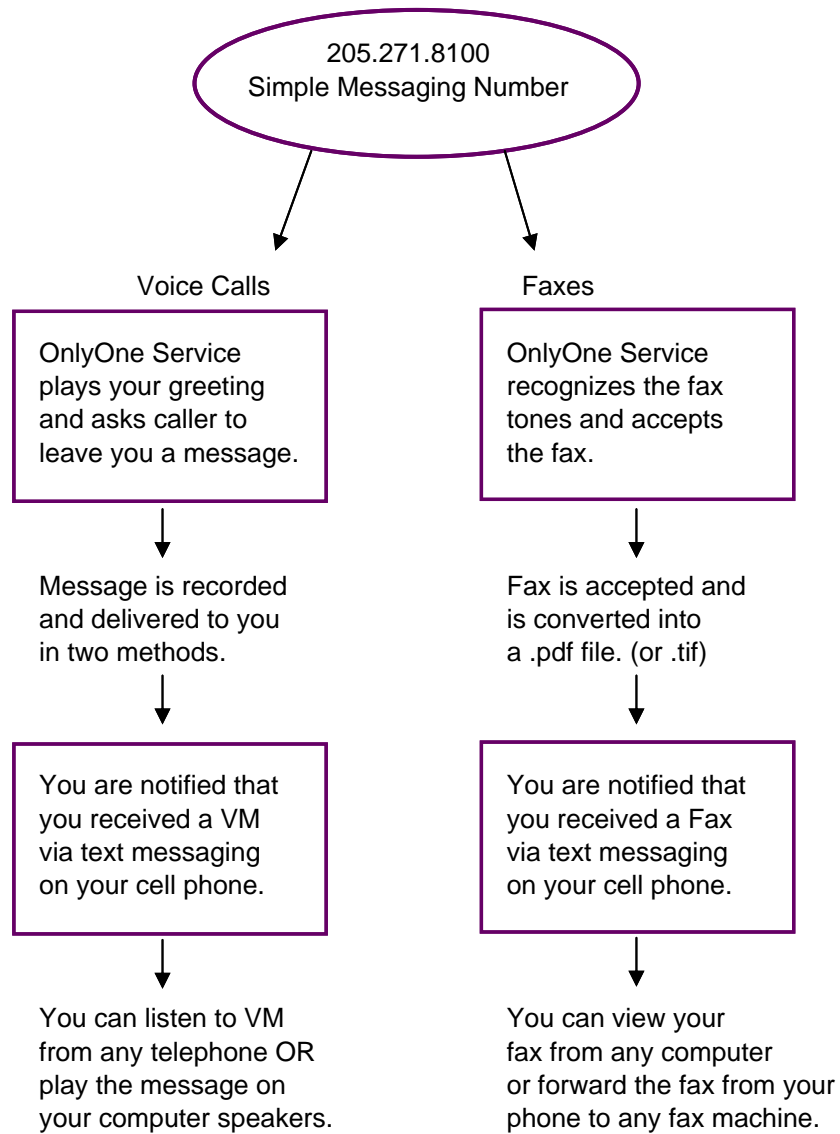 205.271.8100
Simple Messaging Number
Voice Calls
OnlyOne Service
plays your greeting
and asks caller to
leave you a message.
Message is recorded
and delivered to you
in two methods.
You are notified that
you received a VM
via text messaging
on your cell phone.
You can listen to VM
from any telephone OR
play the message on
your computer speakers.
Faxes
OnlyOne Service
recognizes the fax
tones and accepts
the fax.
Fax is accepted and
is converted into
a .pdf file. (or .tif)
You are notified that
you received a Fax
via text messaging
on your cell phone.
You can view your
fax from any computer
or forward the fax from your
phone to any fax machine.